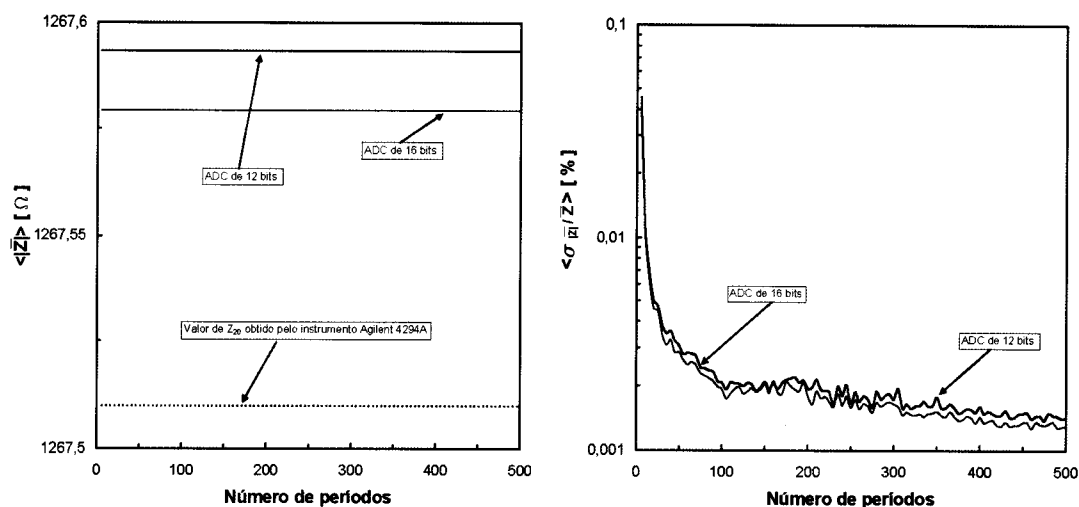 1267,6
1267,55
1267,5
<|Z|> [ Ω ]
ADC de 12 bits
ADC de 16 bits
Valor de Z20 obtido pelo instrumento Agilent 4294A
0
100
200
300
400
500
Número de períodos
0,1
0,01
0,001
<σ |Z| / Z> [ % ]
ADC de 16 bits
ADC de 12 bits
0
100
200
300
400
500
Número de períodos